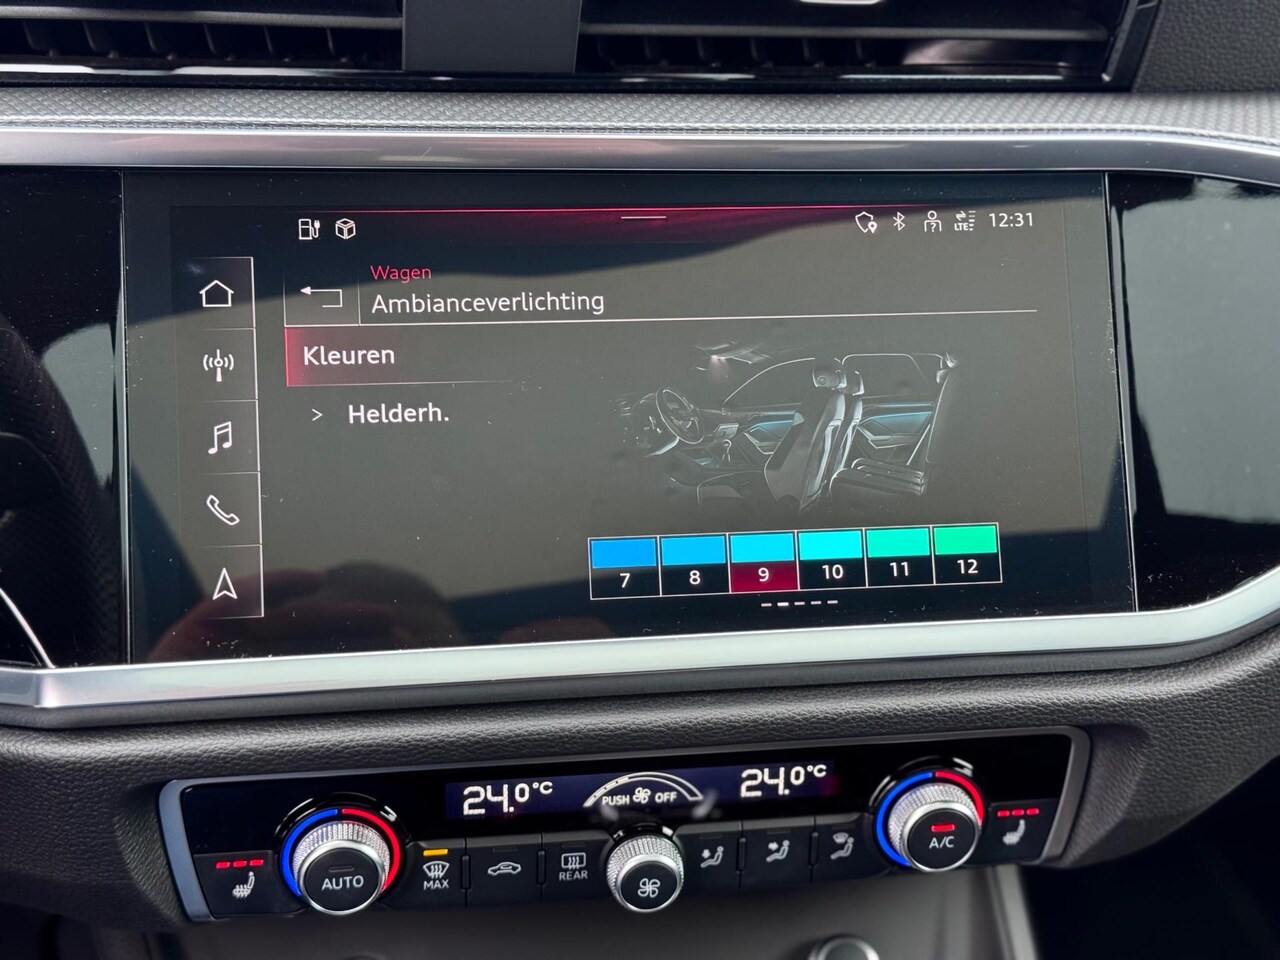 LTE 12:31
Wagen
Ambianceverlichting
Kleuren
> Helderh.
7 8 9 10 11 12
24.0°C PUSH OFF 24.0°C
AUTO MAX REAR A/C